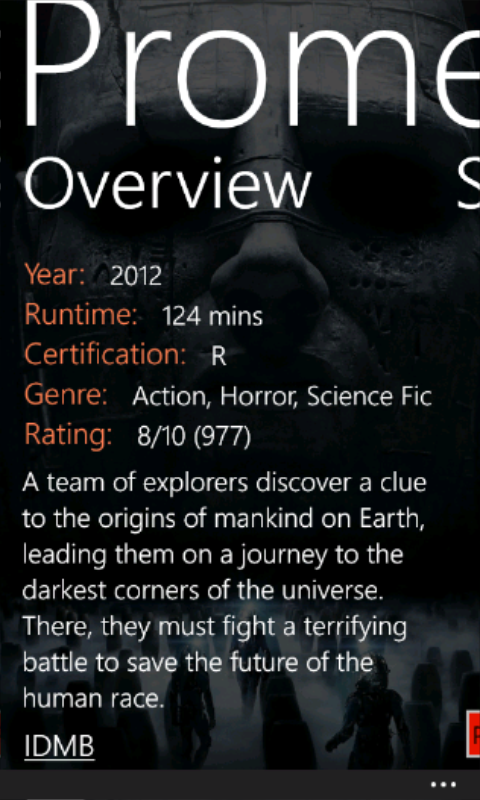 Prome
Overview S
Year: 2012
Runtime: 124 mins
Certification: R
Genre: Action, Horror, Science Fic
Rating: 8/10 (977)
A team of explorers discover a clue
to the origins of mankind on Earth,
leading them on a journey to the
darkest corners of the universe.
There, they must fight a terrifying
battle to save the future of the
human race.
IDMB
...